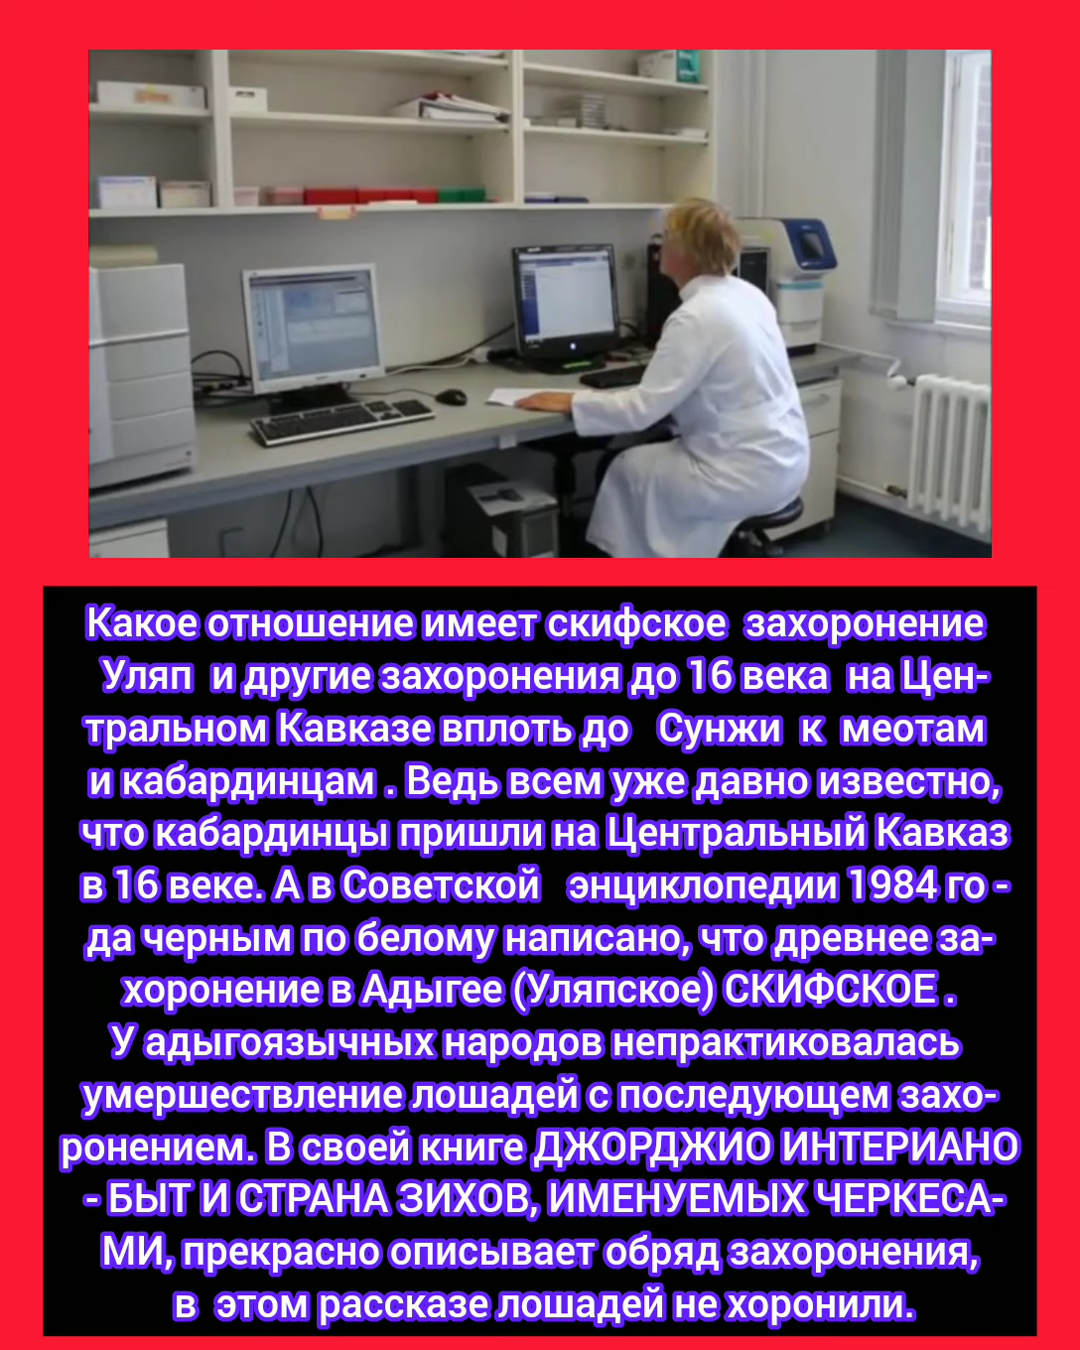 Какое отношение имеет скифское захоронение
Уляп и другие захоронения до 16 века на Цен-
тральном Кавказе вплоть до Сунжи к меотам
и кабардинцам . Ведь всем уже давно известно,
что кабардинцы пришли на Центральный Кавказ
в 16 веке. А в Советской энциклопедии 1984 го -
да черным по белому написано, что древнее за-
хоронение в Адыгее (Уляпское) СКИФСКОЕ .
У адыгоязычных народов непрактиковалась
умершествление лошадей с последующем захо-
ронением. В своей книге ДЖОРДЖИО ИНТЕРИАНО
- БЫТ И СТРАНА ЗИХОВ, ИМЕНУЕМЫХ ЧЕРКЕСА-
МИ, прекрасно описывает обряд захоронения,
в этом рассказе лошадей не хоронили.